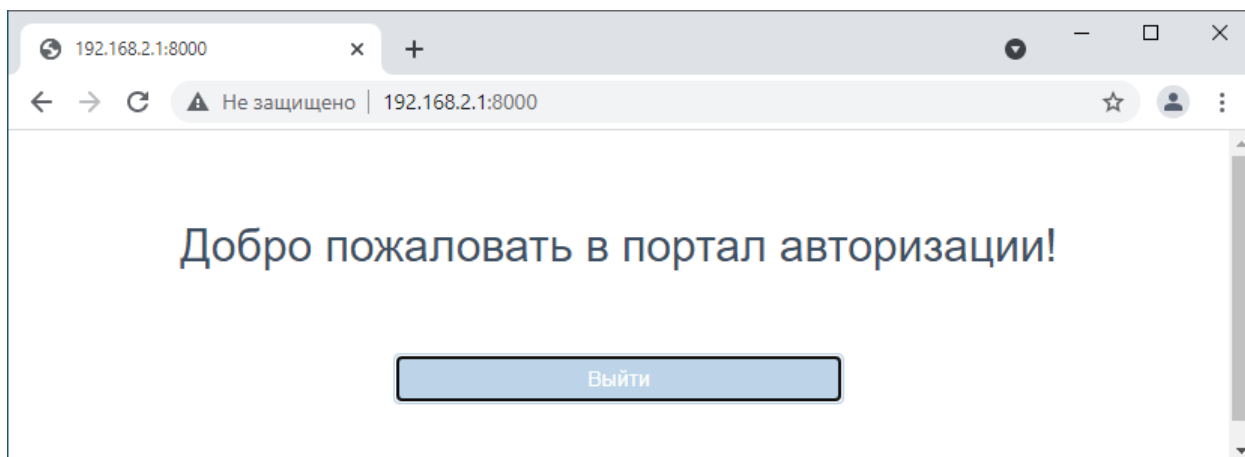 192.168.2.1:8000
Не защищено 192.168.2.1:8000
Добро пожаловать в портал авторизации!
Выйти